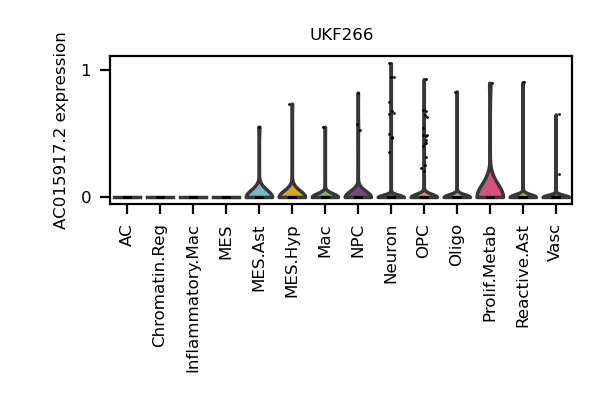 UKF266
AC015917.2 expression
1
0
AC
Chromatin.Reg
Inflammatory.Mac
MES
MES.Ast
MES.Hyp
Mac
NPC
Neuron
OPC
Oligo
Prolif.Metab
Reactive.Ast
Vasc